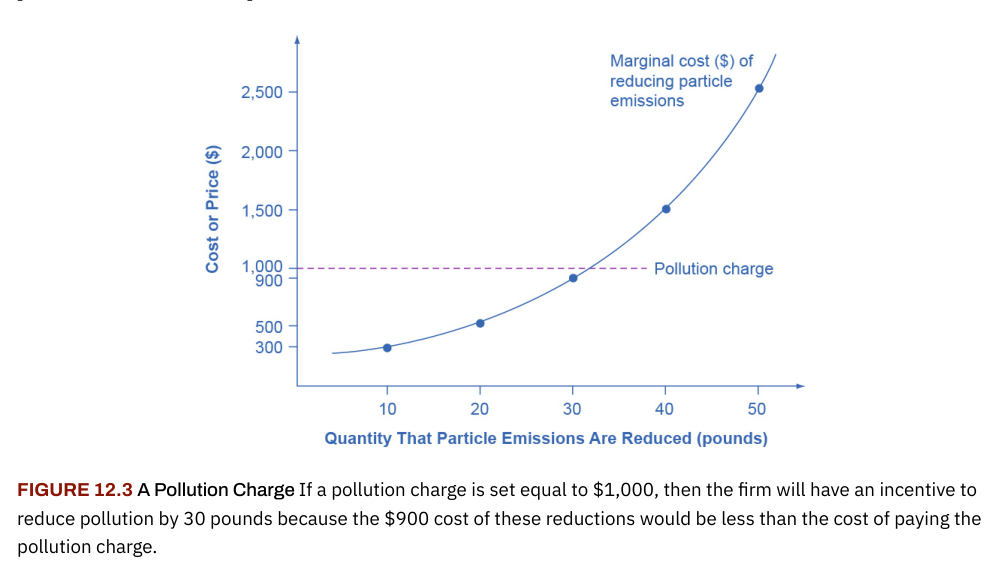 Marginal cost ($) of
reducing particle
emissions
2,500
2,000
1,500
1,000
900
500
300
Cost or Price ($)
Pollution charge
10 20 30 40 50
Quantity That Particle Emissions Are Reduced (pounds)
FIGURE 12.3 A Pollution Charge If a pollution charge is set equal to $1,000, then the firm will have an incentive to
reduce pollution by 30 pounds because the $900 cost of these reductions would be less than the cost of paying the
pollution charge.